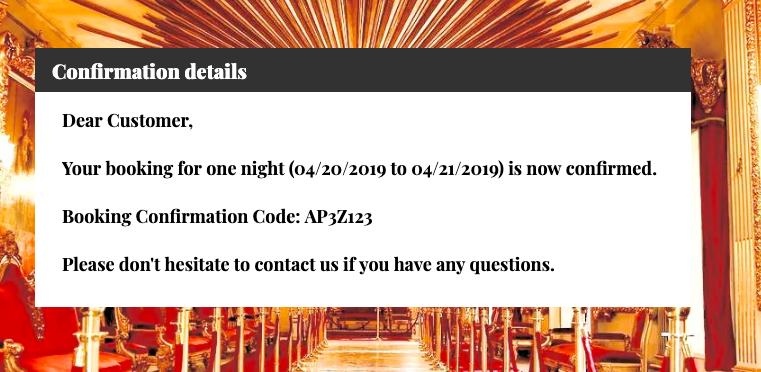 Confirmation details
Dear Customer,
Your booking for one night (04/20/2019 to 04/21/2019) is now confirmed.
Booking Confirmation Code: AP3Z123
Please don't hesitate to contact us if you have any questions.